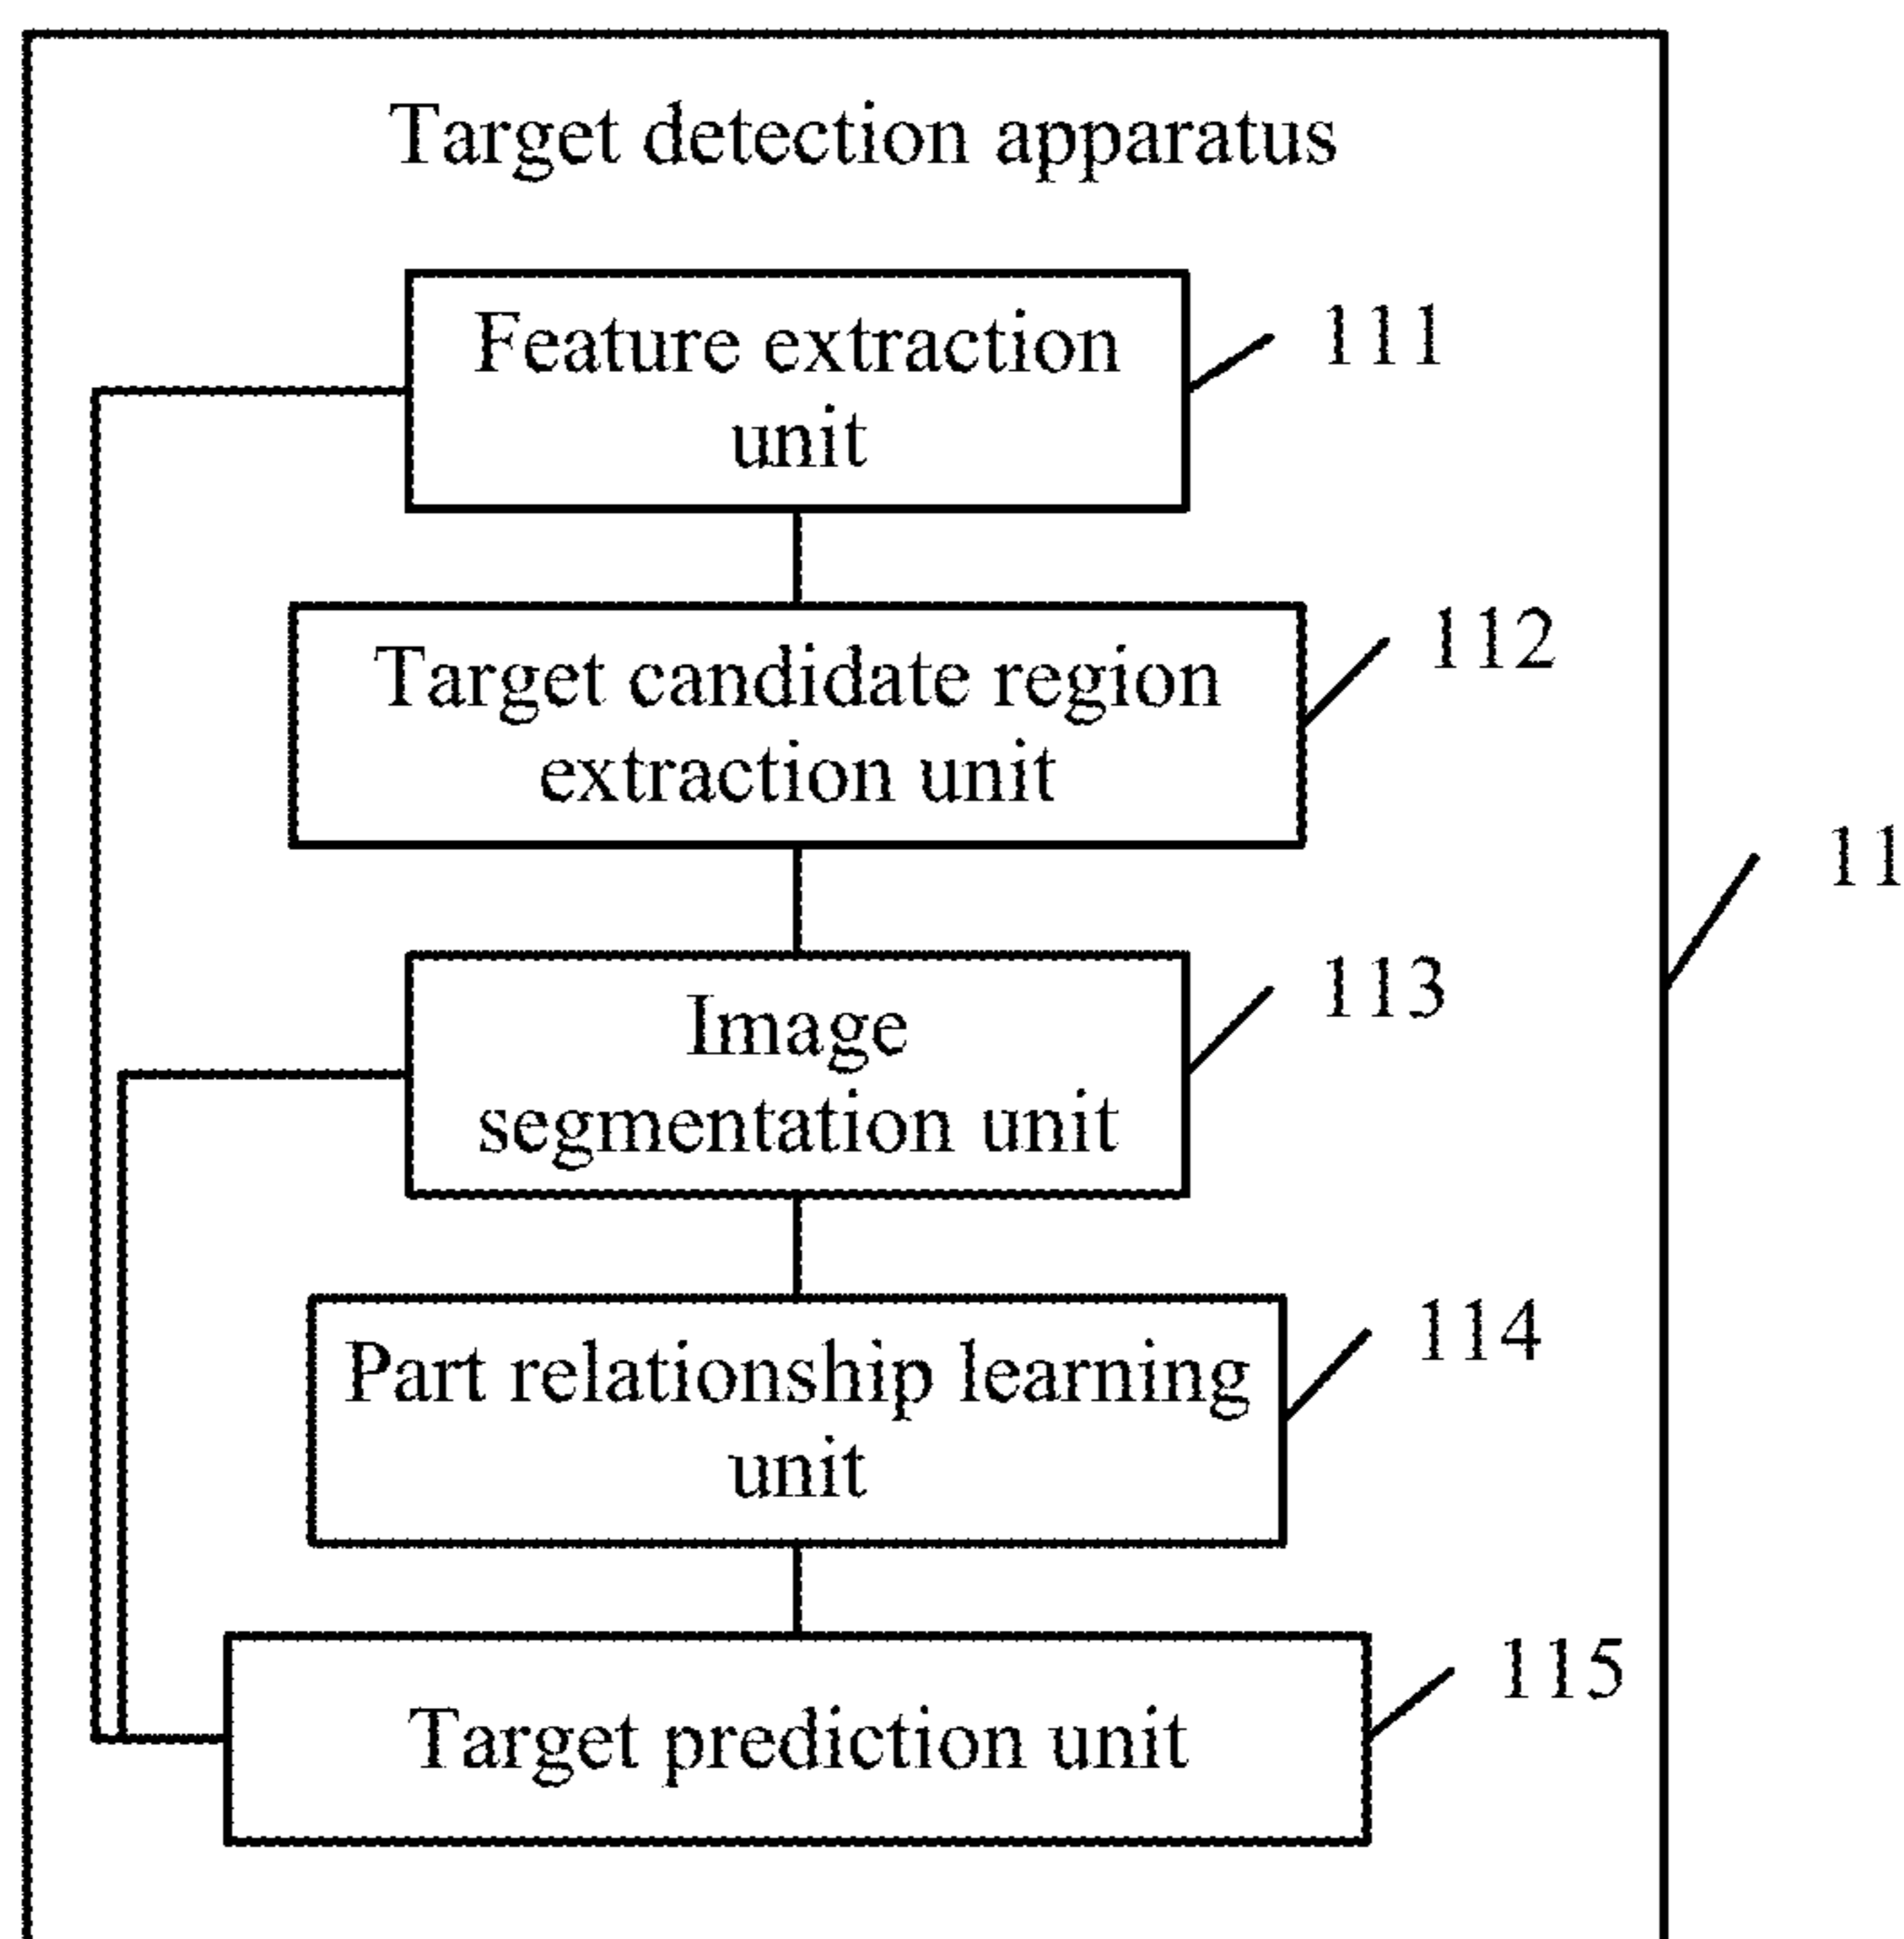 Target detection apparatus
Feature extraction
unit
111
Target candidate region
extraction unit
112
11
Image
segmentation unit
113
Part relationship learning
unit
114
Target prediction unit
115